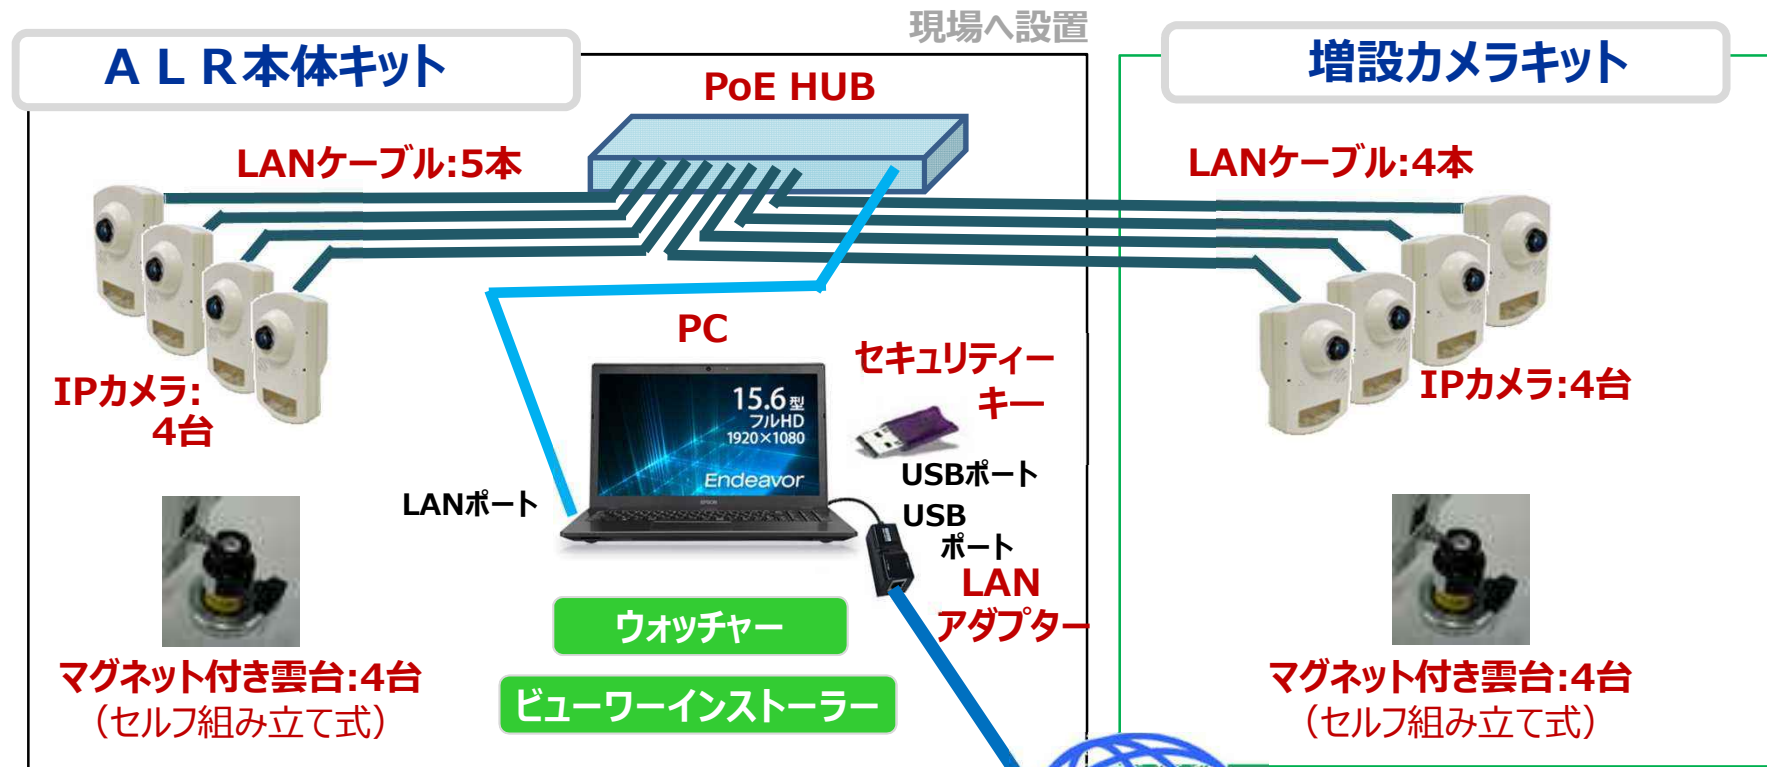 現場へ設置
ＡＬＲ本体キット
増設カメラキット
PoE HUB
LANケーブル:5本
LANケーブル:4本
PC
セキュリティー
キー
IPカメラ:
4台
IPカメラ:4台
15.6型
フルHD
1920×1080
Endeavor
EPSON
USBポート
LANポート
USB
ポート
LAN
アダプター
ウォッチャー
マグネット付き雲台:4台
（セルフ組み立て式）
ビューワーインストーラー
マグネット付き雲台:4台
（セルフ組み立て式）